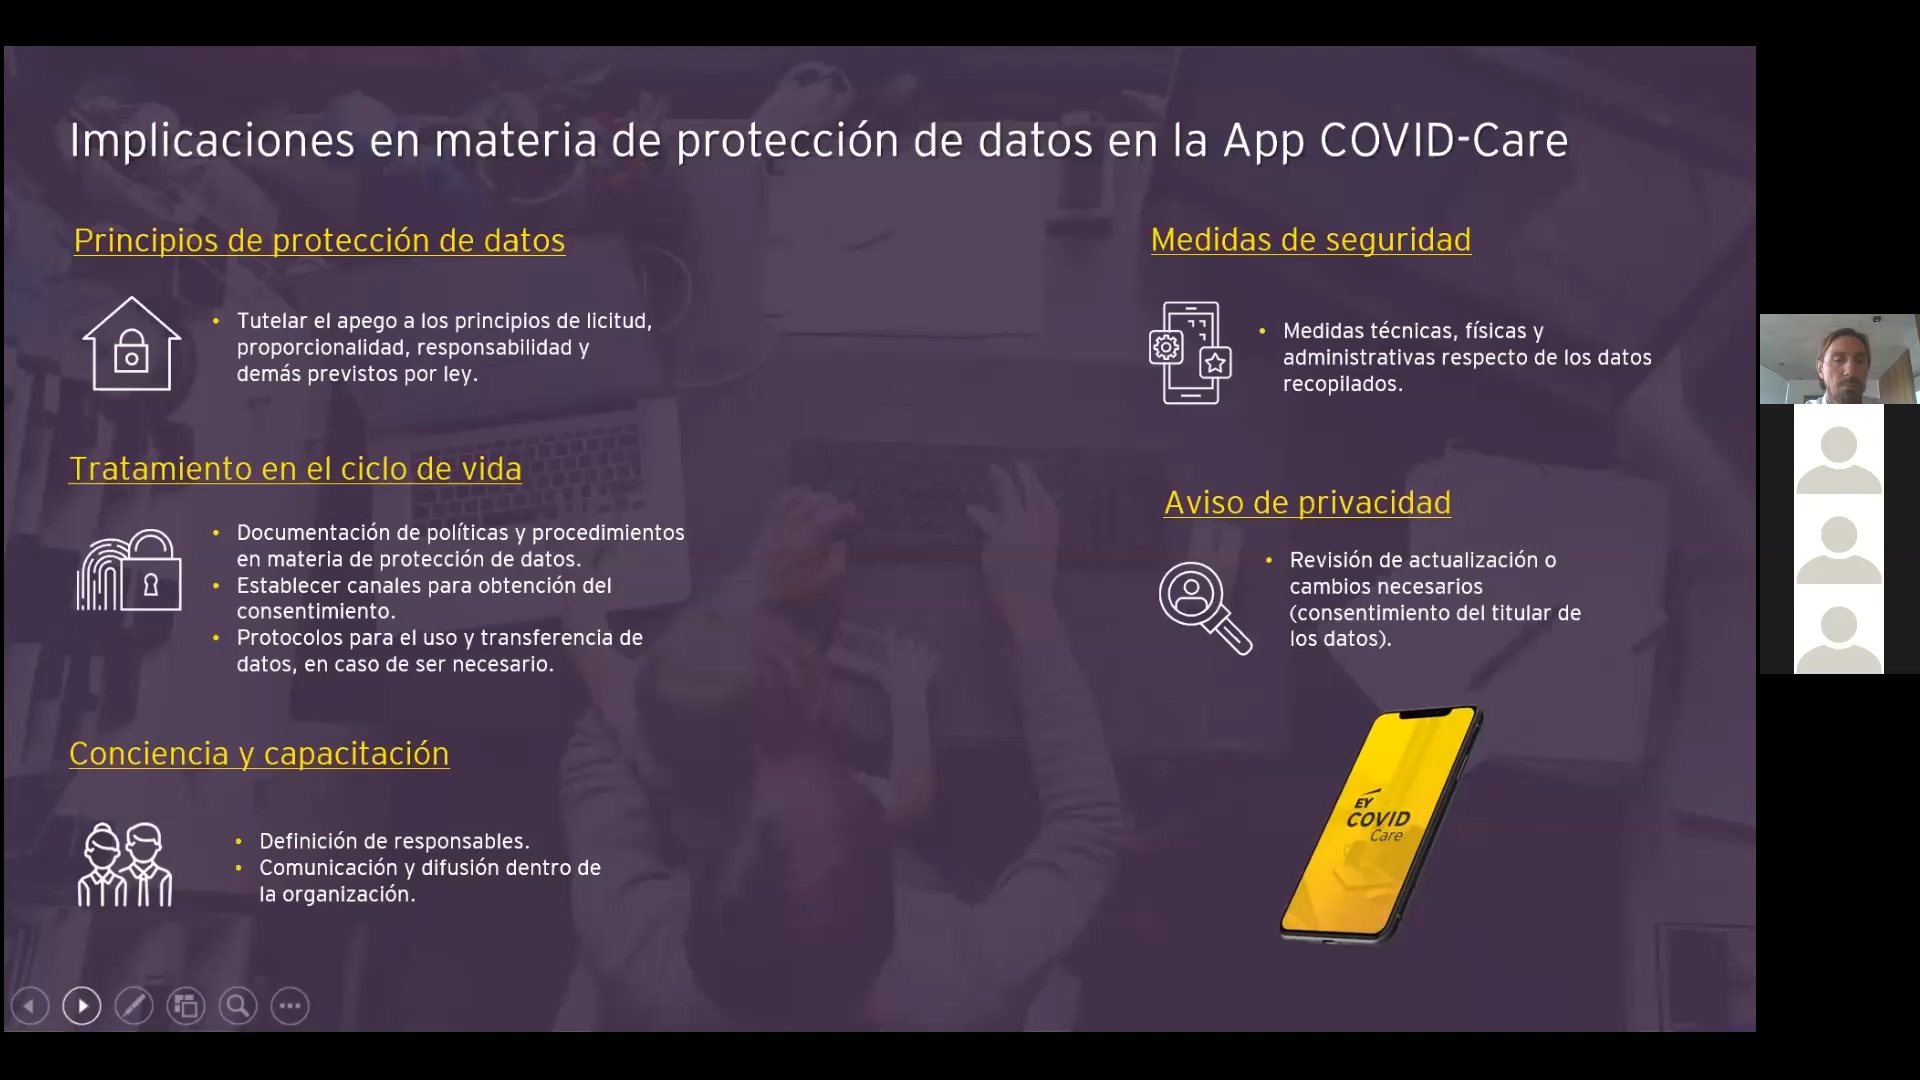 Implicaciones en materia de protección de datos en la App COVID-Care
Principios de protección de datos
• Tutelar el apego a los principios de licitud,
proporcionalidad, responsabilidad y
demás previstos por ley.
Tratamiento en el ciclo de vida
• Documentación de políticas y procedimientos
en materia de protección de datos.
• Establecer canales para obtención del
consentimiento.
• Protocolos para el uso y transferencia de
datos, en caso de ser necesario.
Conciencia y capacitación
• Definición de responsables.
• Comunicación y difusión dentro de
la organización.
Medidas de seguridad
• Medidas técnicas, físicas y
administrativas respecto de los datos
recopilados.
Aviso de privacidad
• Revisión de actualización o
cambios necesarios
(consentimiento del titular de
los datos).
EY
COVID
Care